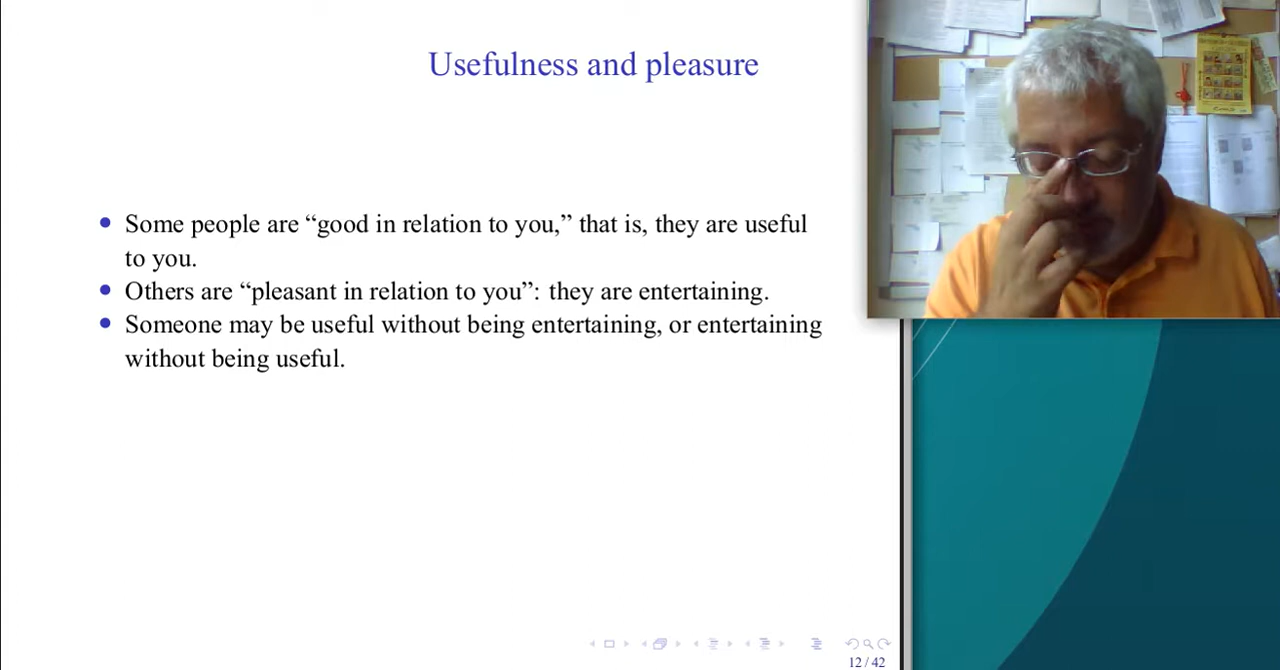 Usefulness and pleasure
• Some people are “good in relation to you,” that is, they are useful
to you.
• Others are “pleasant in relation to you”: they are entertaining.
• Someone may be useful without being entertaining, or entertaining
without being useful.
12 / 42